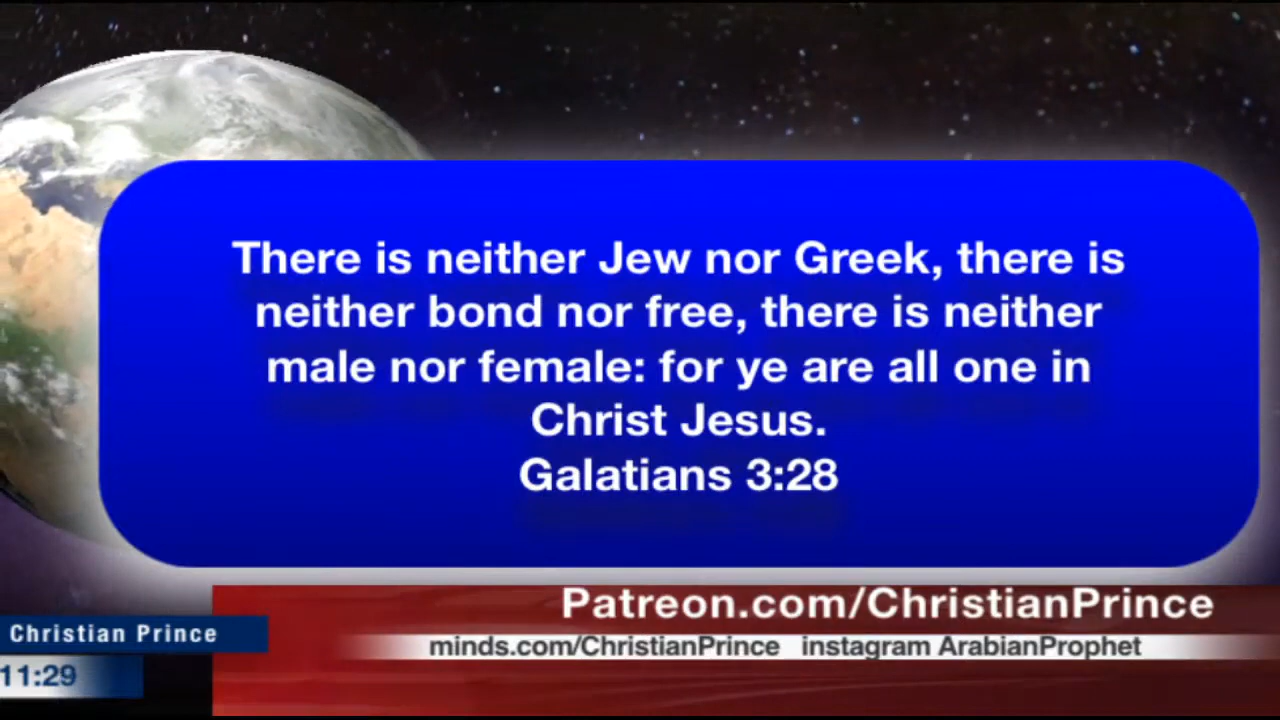 There is neither Jew nor Greek, there is
neither bond nor free, there is neither
male nor female: for ye are all one in
Christ Jesus.
Galatians 3:28
Patreon.com/ChristianPrince
Christian Prince
minds.com/ChristianPrince instagram ArabianProphet
11:29